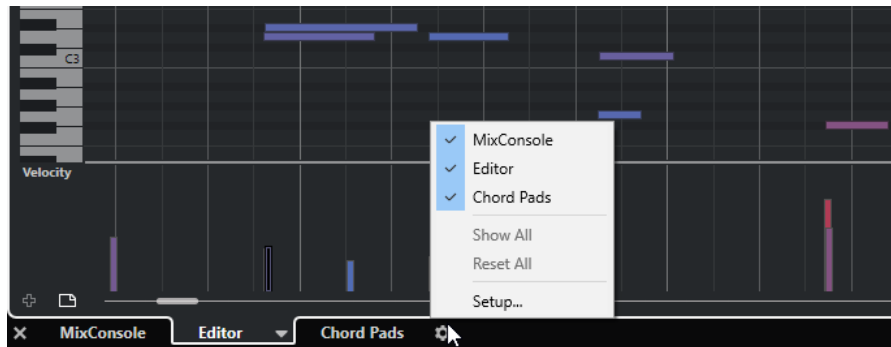 C3
MixConsole
Editor
Chord Pads
Velocity
Show All
Reset All
Setup...
MixConsole Editor Chord Pads